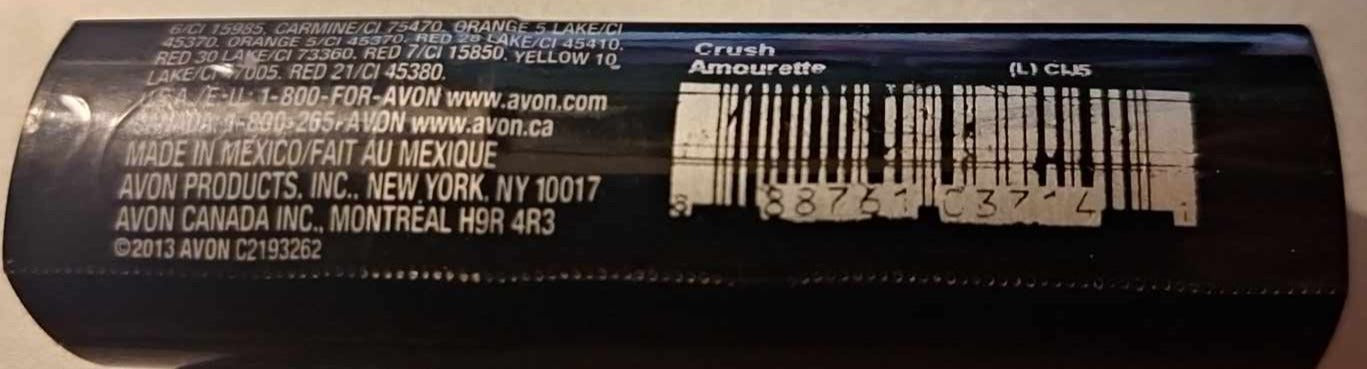 6/CI 15985. CARMINE/CI 75470. ORANGE 5 LAKE/CI
45370. ORANGE 5/CI 45370. RED 28 LAKE/CI 45410.
RED 30 LAKE/CI 73360. RED 7/CI 15850. YELLOW 10
LAKE/CI 47005. RED 21/CI 45380.
U.S.A./E-U: 1-800-FOR-AVON www.avon.com
CANADA: 1-800-265-AVON www.avon.ca
MADE IN MEXICO/FAIT AU MEXIQUE
AVON PRODUCTS, INC., NEW YORK, NY 10017
AVON CANADA INC., MONTRÉAL H9R 4R3
©2013 AVON C2193262
Crush
Amourette
(L)
8 88761 1